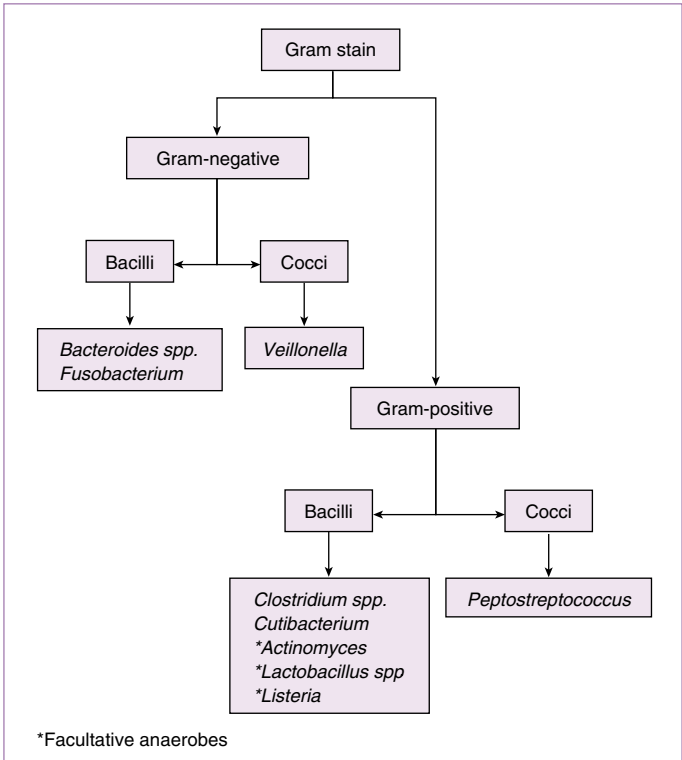 Gram stain
Gram-negative
Bacilli
Cocci
Bacteroides spp.
Fusobacterium
Veillonella
Gram-positive
Bacilli
Cocci
Clostridium spp.
Cutibacterium
*Actinomyces
*Lactobacillus spp
*Listeria
Peptostreptococcus
*Facultative anaerobes